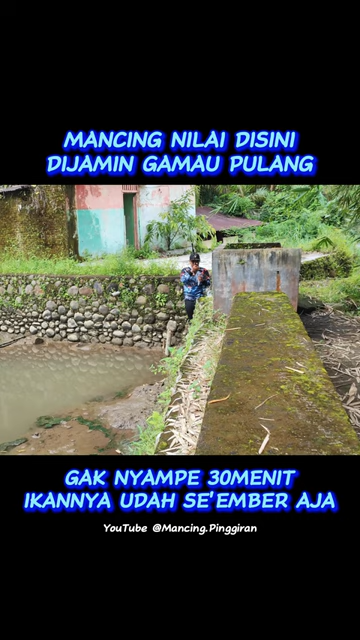 MANCING NILAI DISINI
DIJAMIN GAMAU PULANG
GAK NYAMPE 30MENIT
IKANNYA UDAH SE'EMBER AJA
YouTube @Mancing.Pinggiran